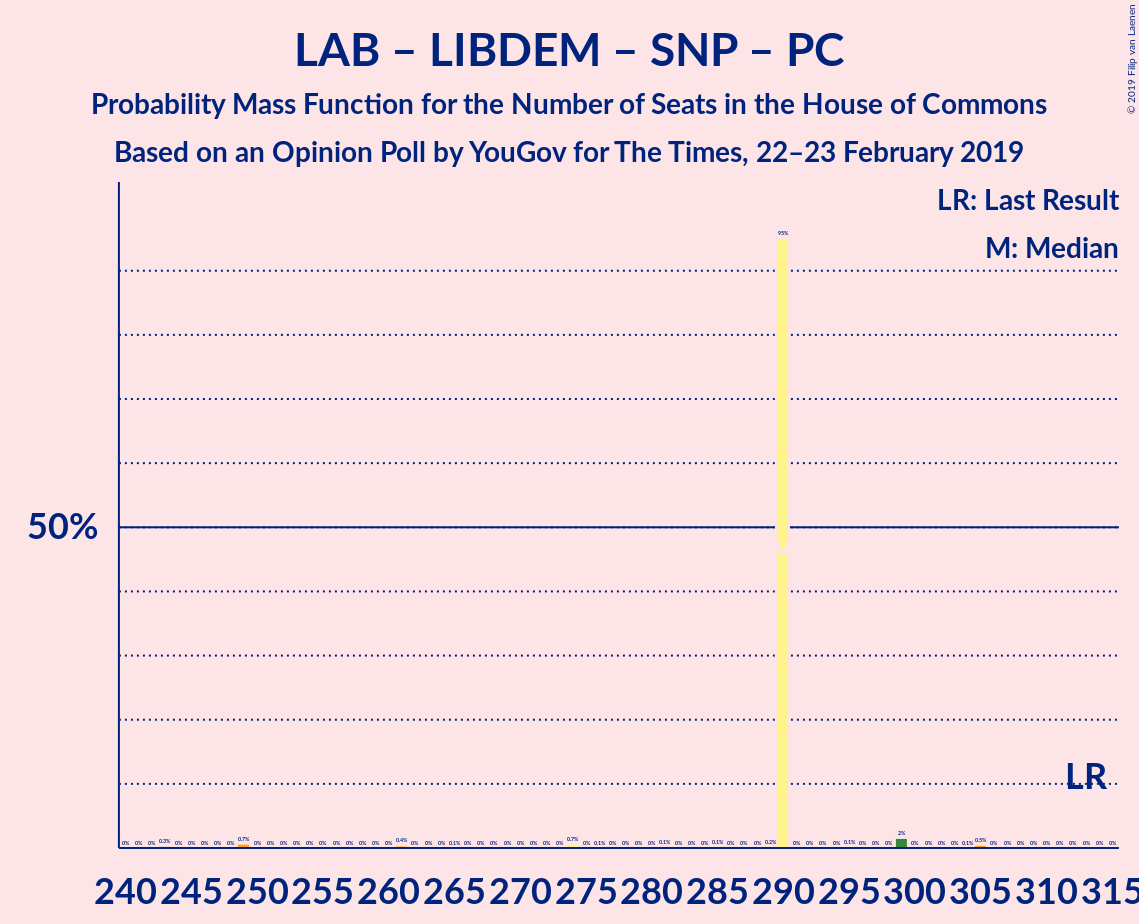 LAB – LIBDEM – SNP – PC
Probability Mass Function for the Number of Seats in the House of Commons
Based on an Opinion Poll by YouGov for The Times, 22–23 February 2019
© 2019 Filip van Laenen
LR: Last Result
M: Median
95%
50%
LR
0% 0% 0% 0.3% 0% 0% 0% 0% 0% 0.7% 0% 0% 0% 0% 0% 0% 0% 0% 0% 0% 0% 0.4% 0% 0% 0% 0.1% 0% 0% 0% 0% 0% 0% 0% 0% 0.7% 0% 0.1% 0% 0% 0% 0% 0.1% 0% 0% 0% 0.1% 0% 0% 0% 0.2% 0% 0% 0% 0% 0.1% 0% 0% 0% 2% 0% 0% 0% 0% 0.1% 0.5% 0% 0% 0% 0% 0% 0% 0% 0% 0% 0%
240 245 250 255 260 265 270 275 280 285 290 295 300 305 310 315